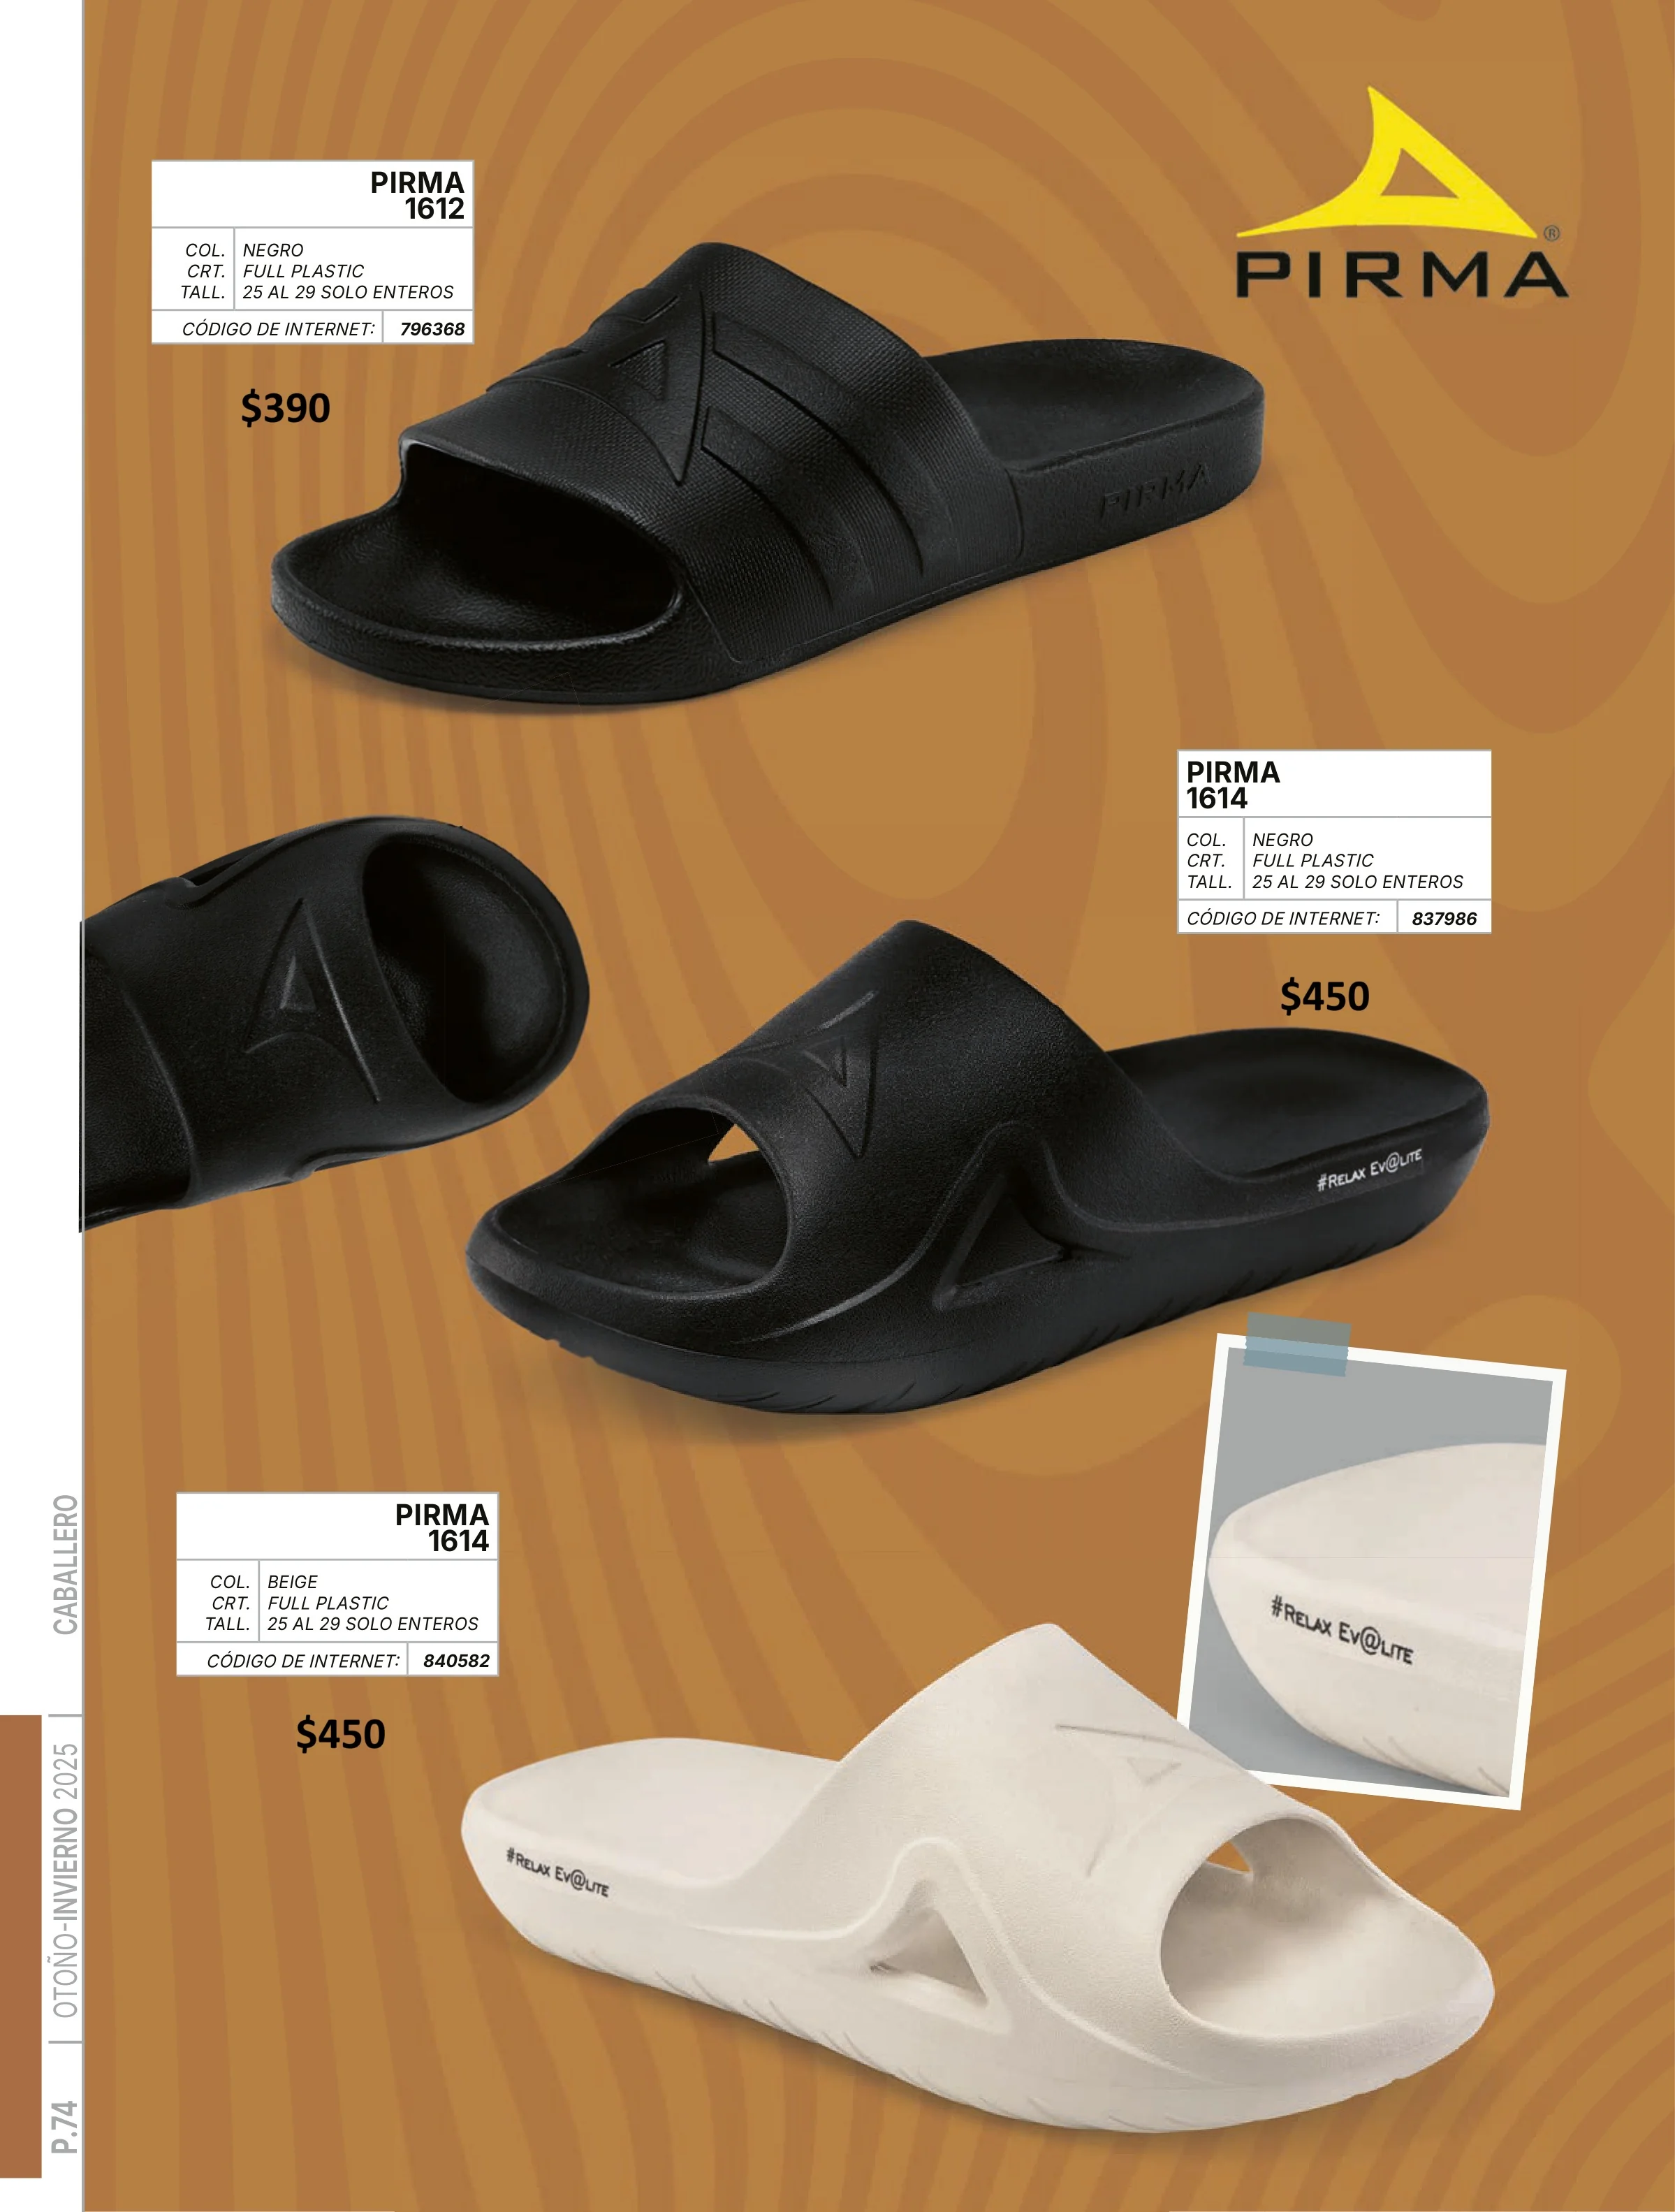 PIRMA
1612
COL. NEGRO
CRT. FULL PLASTIC
TALL. 25 AL 29 SOLO ENTEROS
CÓDIGO DE INTERNET: 796368
$390
®
PIRMA
PIRMA
PIRMA
1614
COL. NEGRO
CRT. FULL PLASTIC
TALL. 25 AL 29 SOLO ENTEROS
CÓDIGO DE INTERNET: 837986
$450
#RELAX EV@LITE
#RELAX EV@LITE
PIRMA
1614
COL. BEIGE
CRT. FULL PLASTIC
TALL. 25 AL 29 SOLO ENTEROS
CÓDIGO DE INTERNET: 840582
$450
#RELAX EV@LITE
CABALLERO
OTOÑO-INVIERNO 2025
P.74